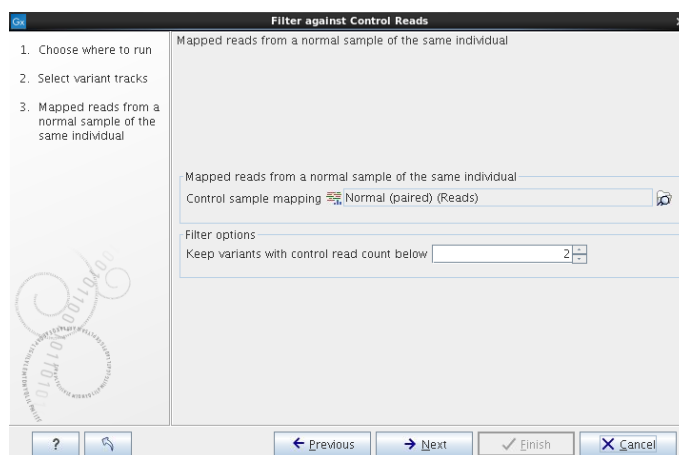 Gx
Filter against Control Reads
1. Choose where to run
2. Select variant tracks
3. Mapped reads from a
normal sample of the
same individual
Mapped reads from a normal sample of the same individual
Mapped reads from a normal sample of the same individual
Control sample mapping Normal (paired) (Reads)
Filter options
Keep variants with control read count below 2
? Previous Next Finish Cancel